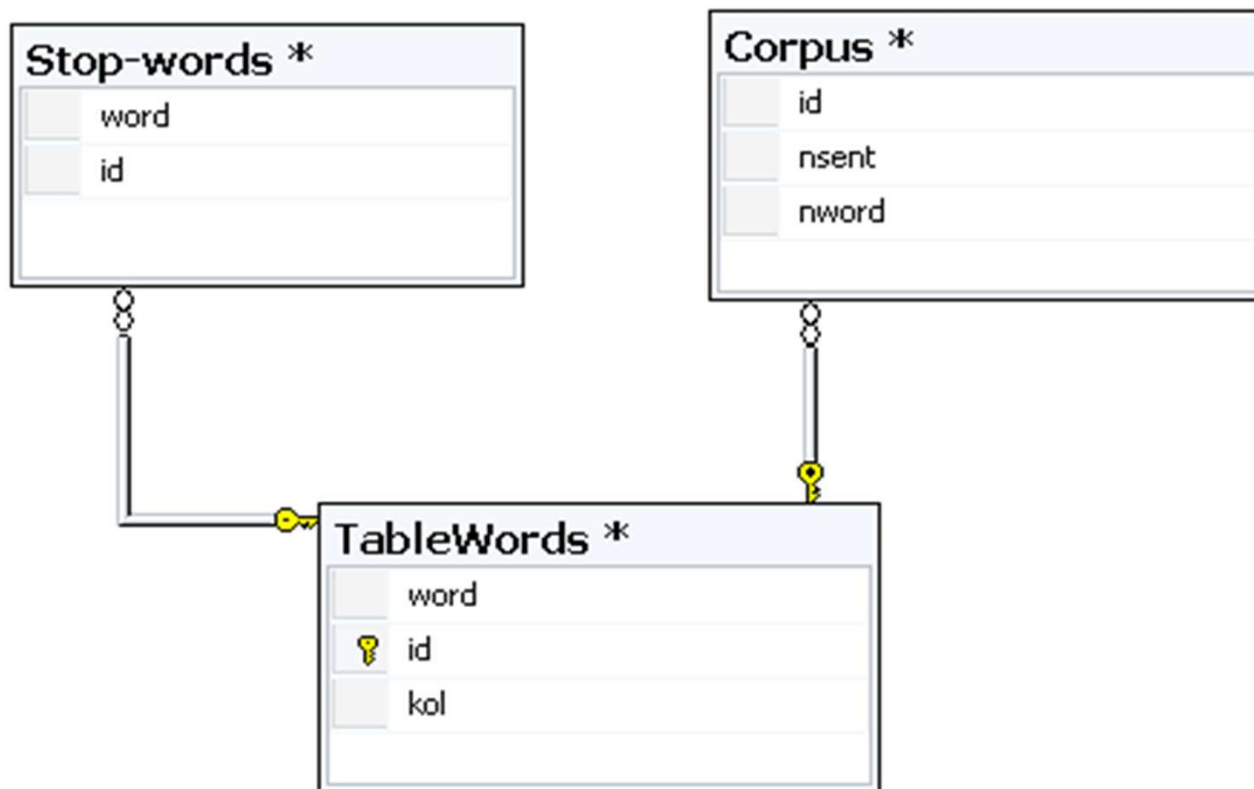 Stop-words *
word
id
Corpus *
id
nsent
nword
TableWords *
word
id
kol